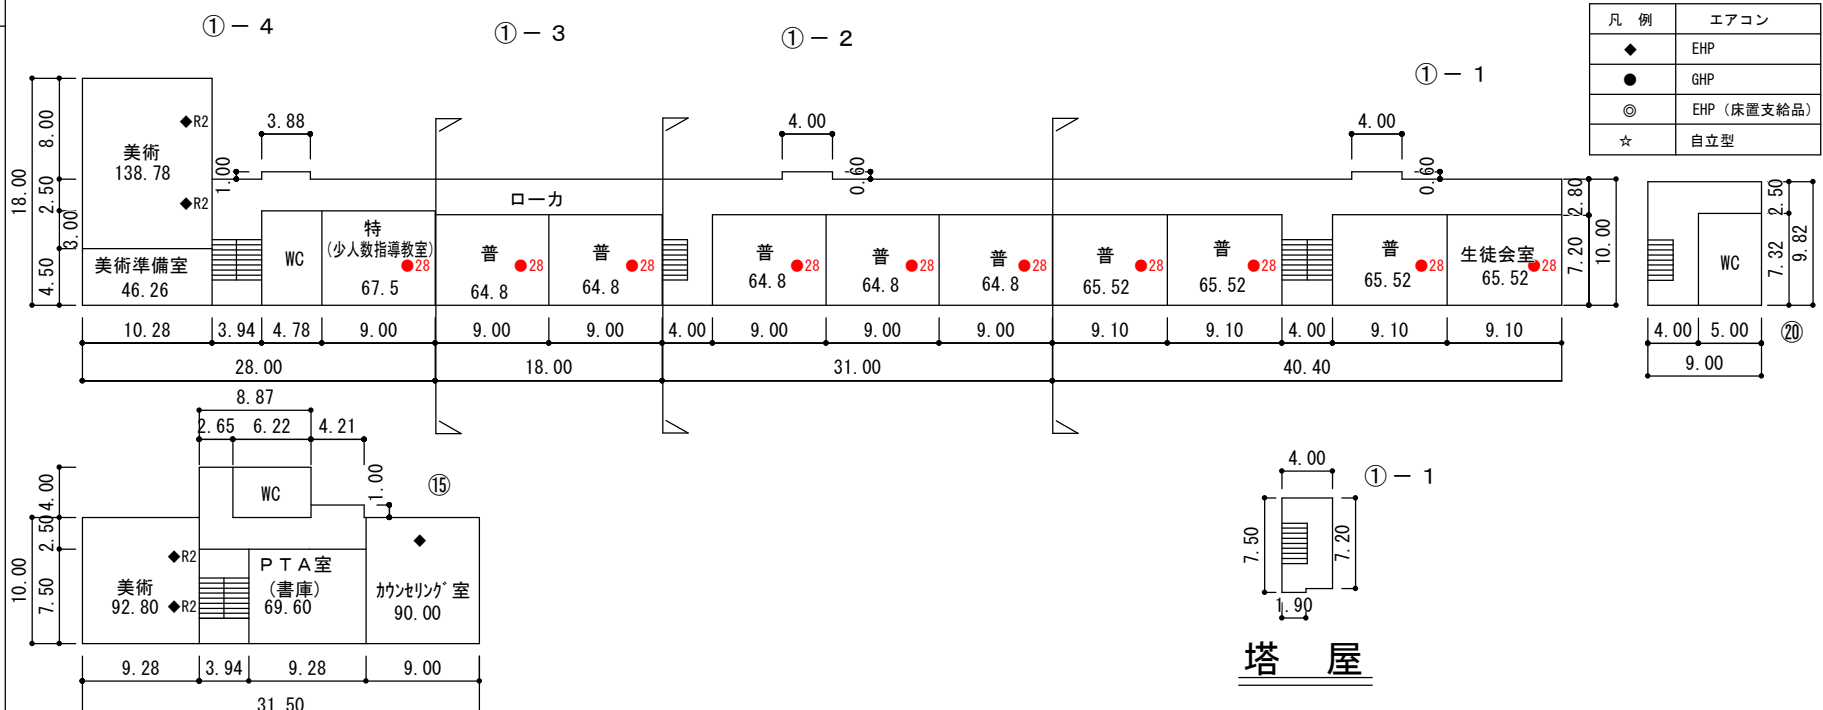 ①－4
①－3
①－2
①－1
凡 例 エアコン
◆ EHP
● GHP
◎ EHP（床置支給品）
☆ 自立型
18.00
8.00
2.50
3.00
4.50
美術
138.78
◆R2
◆R2
美術準備室
46.26
1.00
3.88
4.00
0.60
4.00
0.60
ローカ
WC
特
(少人数指導教室)
●28
67.5
普
●28
64.8
普
●28
64.8
普
●28
64.8
普
●28
64.8
普
●28
64.8
普
●28
65.52
普
●28
65.52
普
●28
65.52
生徒会室
●28
65.52
2.80
7.20
10.00
WC
2.50
7.32
9.82
10.28 3.94 4.78 9.00 9.00 9.00 4.00 9.00 9.00 9.00 9.10 9.10 4.00 9.10 9.10
28.00 18.00 31.00 40.40
4.00 5.00
9.00
⑳
8.87
2.65 6.22 4.21
1.00
⑮
4.00
2.50
7.50
10.00
WC
美術
92.80
◆R2
◆R2
PTA室
(書庫)
69.60
◆
ｶｳﾝｾﾘﾝｸﾞ室
90.00
9.28 3.94 9.28 9.00
31.50
①－1
4.00
7.50
7.20
1.90
塔 屋